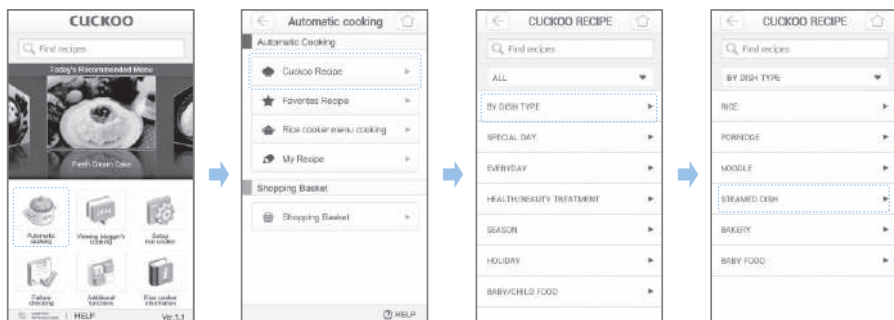 CUCKOO
Find recipes
Today's Recommended Menu
Fresh Cream Cake
Automatic
cooking
Viewing blogger's
cooking
Setup
rice cooker
Failure
checking
Additional
functions
Rice cooker
information
HELP
Ver.1.1
Automatic cooking
Automatic Cooking
Cuckoo Recipe
Favorites Recipe
Rice cooker menu cooking
My Recipe
Shopping Basket
Shopping Basket
HELP
CUCKOO RECIPE
Find recipes
ALL
BY DISH TYPE
SPECIAL DAY
EVERYDAY
HEALTH/BEAUTY TREATMENT
SEASON
HOLIDAY
BABY/CHILD FOOD
CUCKOO RECIPE
Find recipes
BY DISH TYPE
RICE
PORRIDGE
NOODLE
STEAMED DISH
BAKERY
BABY FOOD